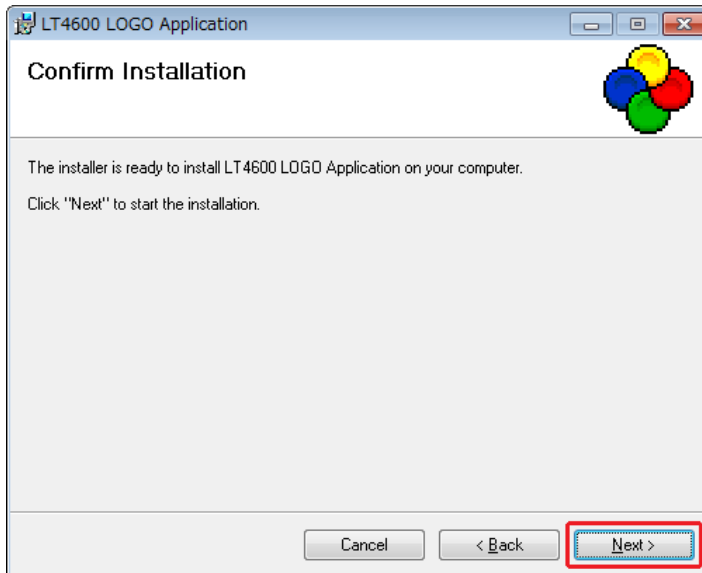 LT4600 LOGO Application
Confirm Installation
The installer is ready to install LT4600 LOGO Application on your computer.
Click "Next" to start the installation.
Cancel
< Back
Next >